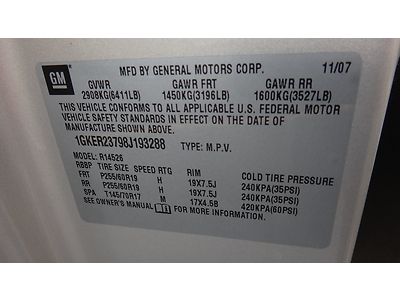 GM
MFD BY GENERAL MOTORS CORP. 11/07
GVWR GAWR FRT GAWR RR
2908KG(6411LB) 1450KG(3196LB) 1600KG(3527LB)
THIS VEHICLE CONFORMS TO ALL APPLICABLE U.S. FEDERAL MOTOR
VEHICLE SAFETY STANDARDS IN EFFECT ON THE DATE OF
MANUFACTURE SHOWN ABOVE.
1GKER23798J193288 TYPE: M.P.V.
MODEL: R14526
RBBP TIRE SIZE SPEED RTG RIM COLD TIRE PRESSURE
FRT P255/60R19 H 19X7.5J 240KPA(35PSI)
RR P255/60R19 H 19X7.5J 240KPA(35PSI)
SPA T145/70R17 M 17X4.5B 420KPA(60PSI)
SEE OWNER'S MANUAL FOR MORE INFORMATION.